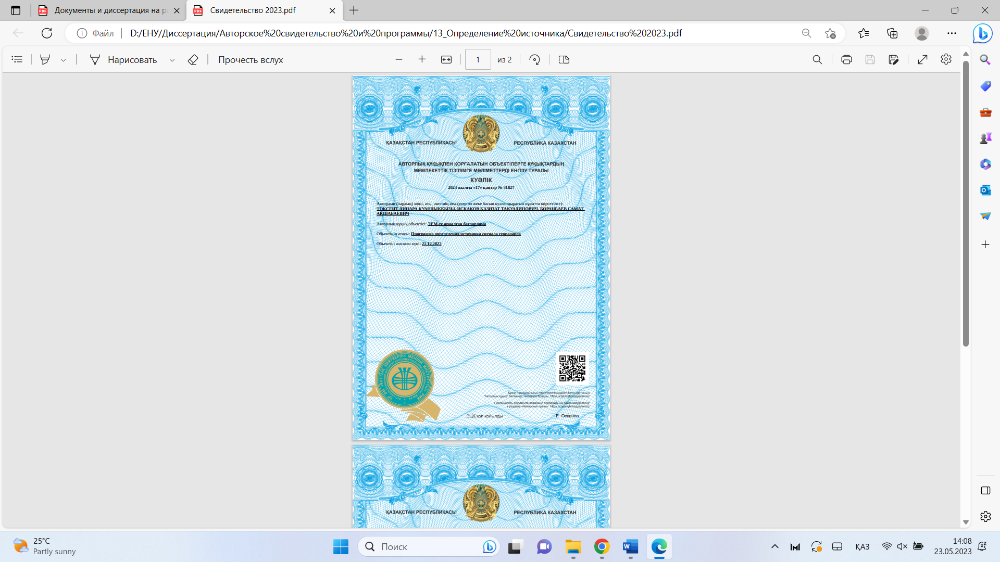 Документы и диссертация на р
Свидетельство 2023.pdf
Файл
D:/ЕНУ/Диссертация/Авторское%20свидетельство%20и%20программы/13_Определение%20источника/Свидетельство%202023.pdf
Нарисовать
Прочесть вслух
1
из 2
ҚАЗАҚСТАН РЕСПУБЛИКАСЫ
РЕСПУБЛИКА КАЗАХСТАН
АВТОРЛЫҚ ҚҰҚЫҚПЕН ҚОРҒАЛАТЫН ОБЪЕКТІЛЕРГЕ ҚҰҚЫҚТАРДЫҢ
МЕМЛЕКЕТТІК ТІЗІЛІМГЕ МӘЛІМЕТТЕРДІ ЕНГІЗУ ТУРАЛЫ
КУӘЛІК
2023 жылғы «17» қаңтар № 31827
Автордың (лардың) жөні, аты, әкесінің аты (егер ол жеке басын куәландыратын құжатта көрсетілсе):
ТОКСЕИТ ДИНАРА ҚУАНДЫҚҚЫЗЫ, ИСКАКОВ КАЗИЗАТ ТАКУАДИНОВИЧ, БОРАНБАЕВ САМАТ
АКШАБАЕВИЧ
Авторлық құқық объектісі: ЭЕМ-ге арналған бағдарлама
Объектінің атауы: Программа определения источника сигнала георадаров
Объектіні жасаған күні: 21.12.2022
Құжат түпнұсқалығын http://www.kazpatent.kz/ru сайтының
"Авторлық құқық" бөлімінде тексеруге болады https://copyright.kazpatent.kz
Подлинность документа возможно проверить на сайте kazpatent.kz
в разделе «Авторское право» https://copyright.kazpatent.kz
ЭЦҚ қол қойылды
Е. Оспанов
ҚАЗАҚСТАН РЕСПУБЛИКАСЫ
РЕСПУБЛИКА КАЗАХСТАН
25°C
Partly sunny
Поиск
ҚАЗ
14:08
23.05.2023